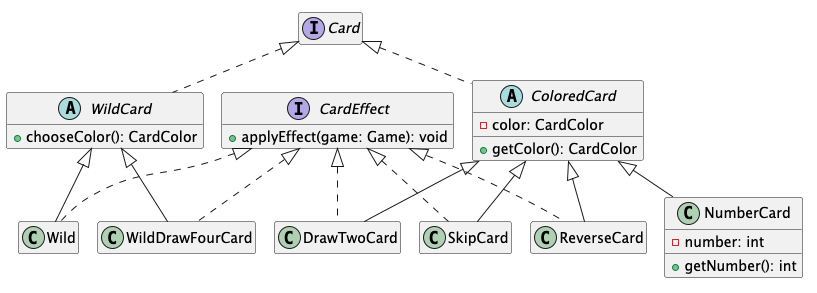 I Card
A WildCard
+ chooseColor(): CardColor
I CardEffect
applyEffect(game: Game): void
A ColoredCard
color: CardColor
getColor(): CardColor
C Wild
C WildDrawFourCard
C DrawTwoCard
C SkipCard
C ReverseCard
C NumberCard
number: int
getNumber(): int